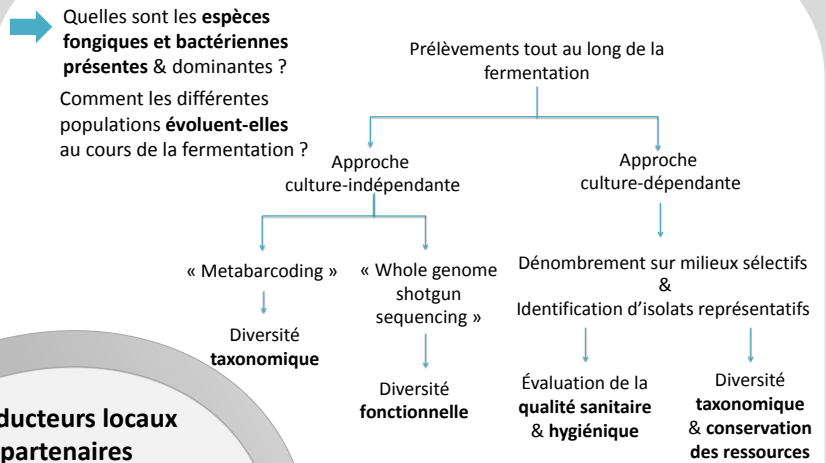 Quelles sont les espèces
fongiques et bactériennes
présentes & dominantes ?
Comment les différentes
populations évoluent-elles
au cours de la fermentation ?
Prélèvements tout au long de la
fermentation
Approche
culture-indépendante
Approche
culture-dépendante
« Metabarcoding »
« Whole genome
shotgun
sequencing »
Dénombrement sur milieux sélectifs
&
Identification d’isolats représentatifs
Diversité
taxonomique
Diversité
fonctionnelle
Évaluation de la
qualité sanitaire
& hygiénique
Diversité
taxonomique
& conservation
des ressources
ducteurs locaux
partenaires